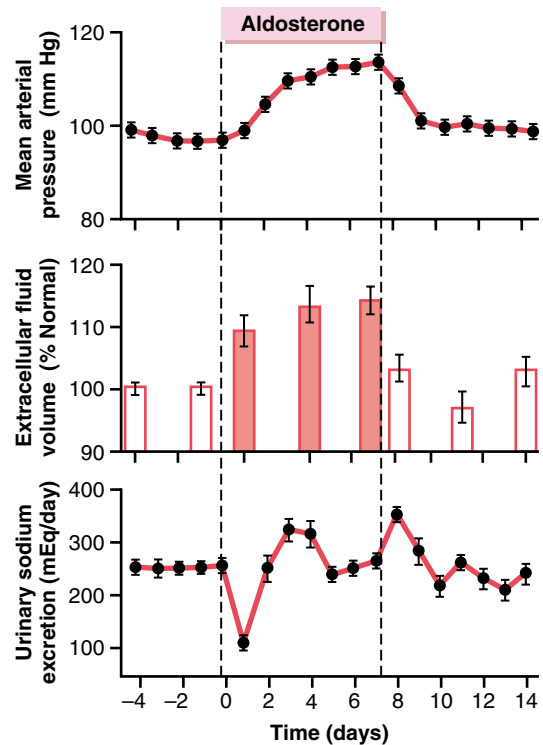 Aldosterone
Mean arterial
pressure (mm Hg)
120
100
80
Extracellular fluid
volume (% Normal)
120
110
100
90
Urinary sodium
excretion (mEq/day)
400
300
200
100
−4 −2 0 2 4 6 8 10 12 14
Time (days)